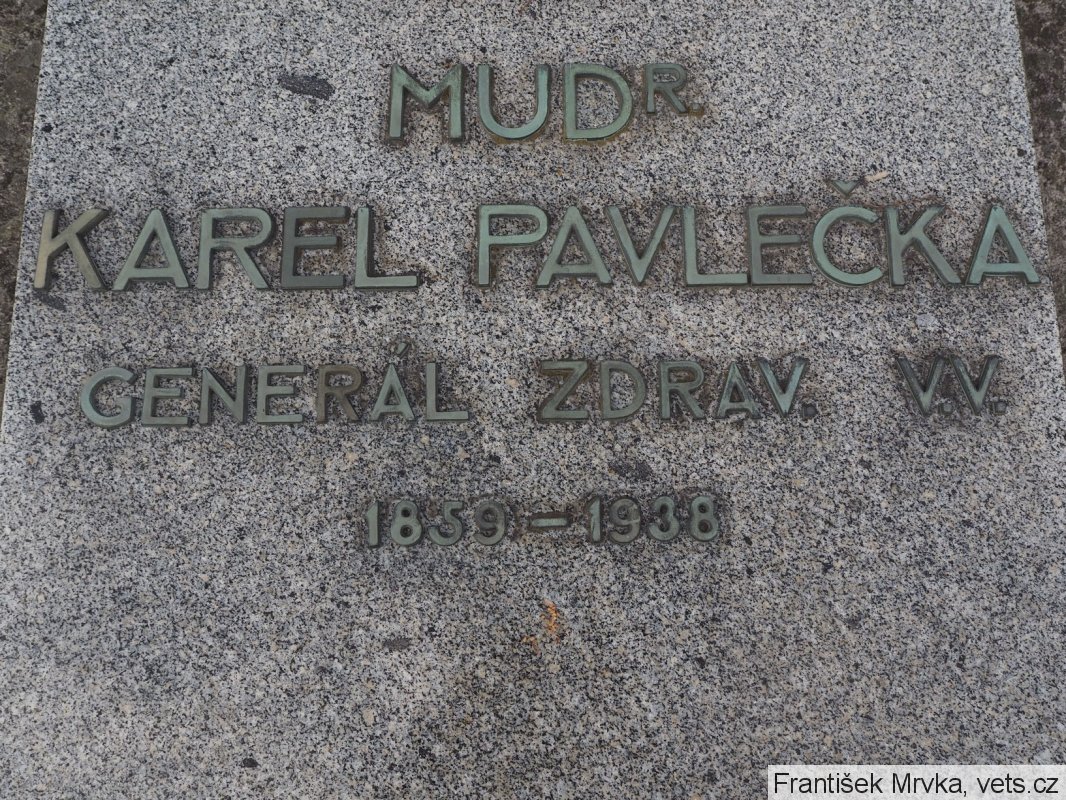 MUDR.
KAREL PAVLEČKA
GENERÁL ZDRAV. V.V.
1859 – 1938
František Mrvka, vets.cz